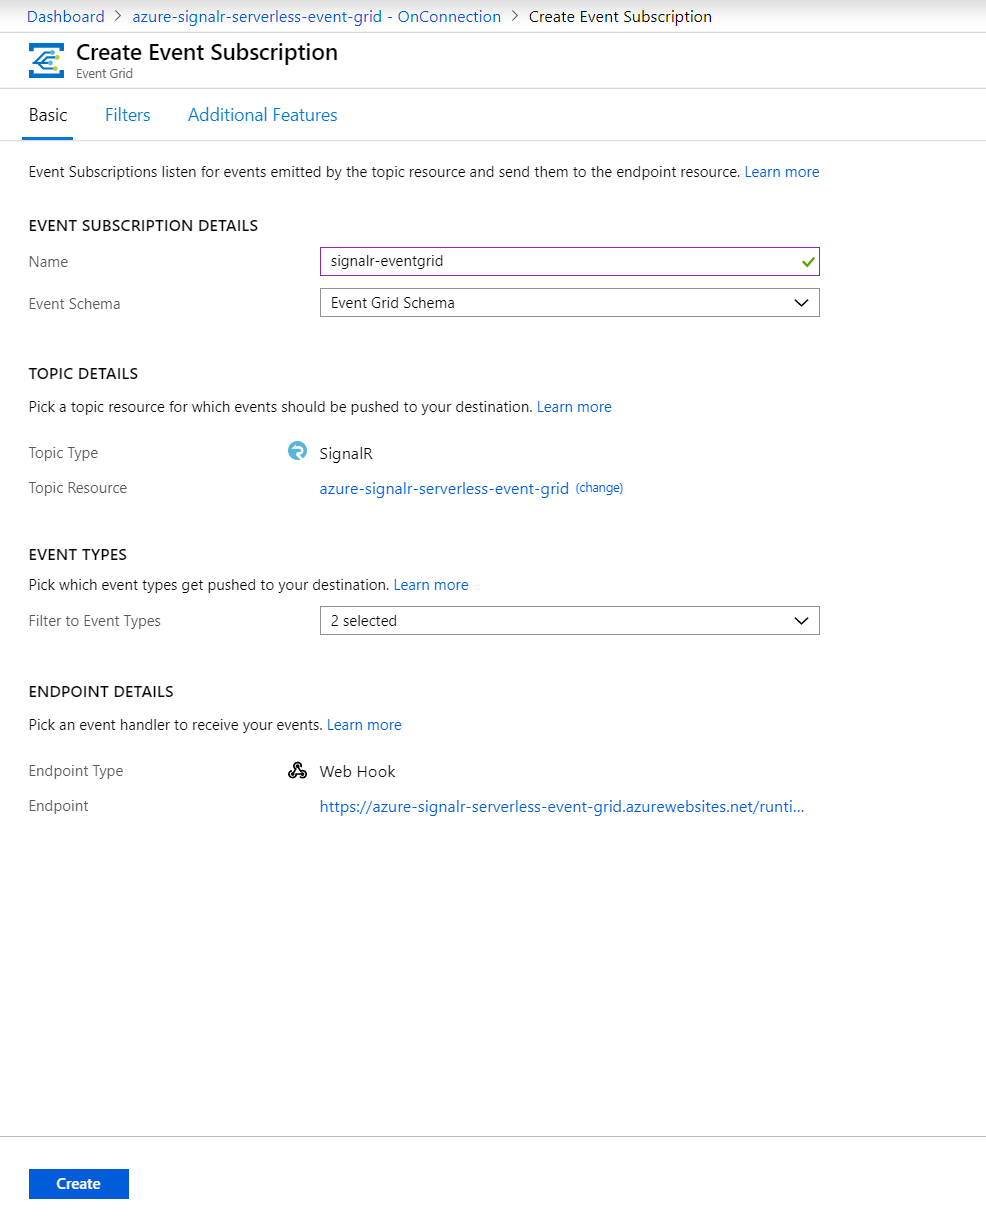 Dashboard > azure-signalr-serverless-event-grid - OnConnection > Create Event Subscription
Create Event Subscription
Event Grid
Basic Filters Additional Features
Event Subscriptions listen for events emitted by the topic resource and send them to the endpoint resource. Learn more
EVENT SUBSCRIPTION DETAILS
Name signalr-eventgrid
Event Schema Event Grid Schema
TOPIC DETAILS
Pick a topic resource for which events should be pushed to your destination. Learn more
Topic Type SignalR
Topic Resource azure-signalr-serverless-event-grid (change)
EVENT TYPES
Pick which event types get pushed to your destination. Learn more
Filter to Event Types 2 selected
ENDPOINT DETAILS
Pick an event handler to receive your events. Learn more
Endpoint Type Web Hook
Endpoint https://azure-signalr-serverless-event-grid.azurewebsites.net/runti...
Create